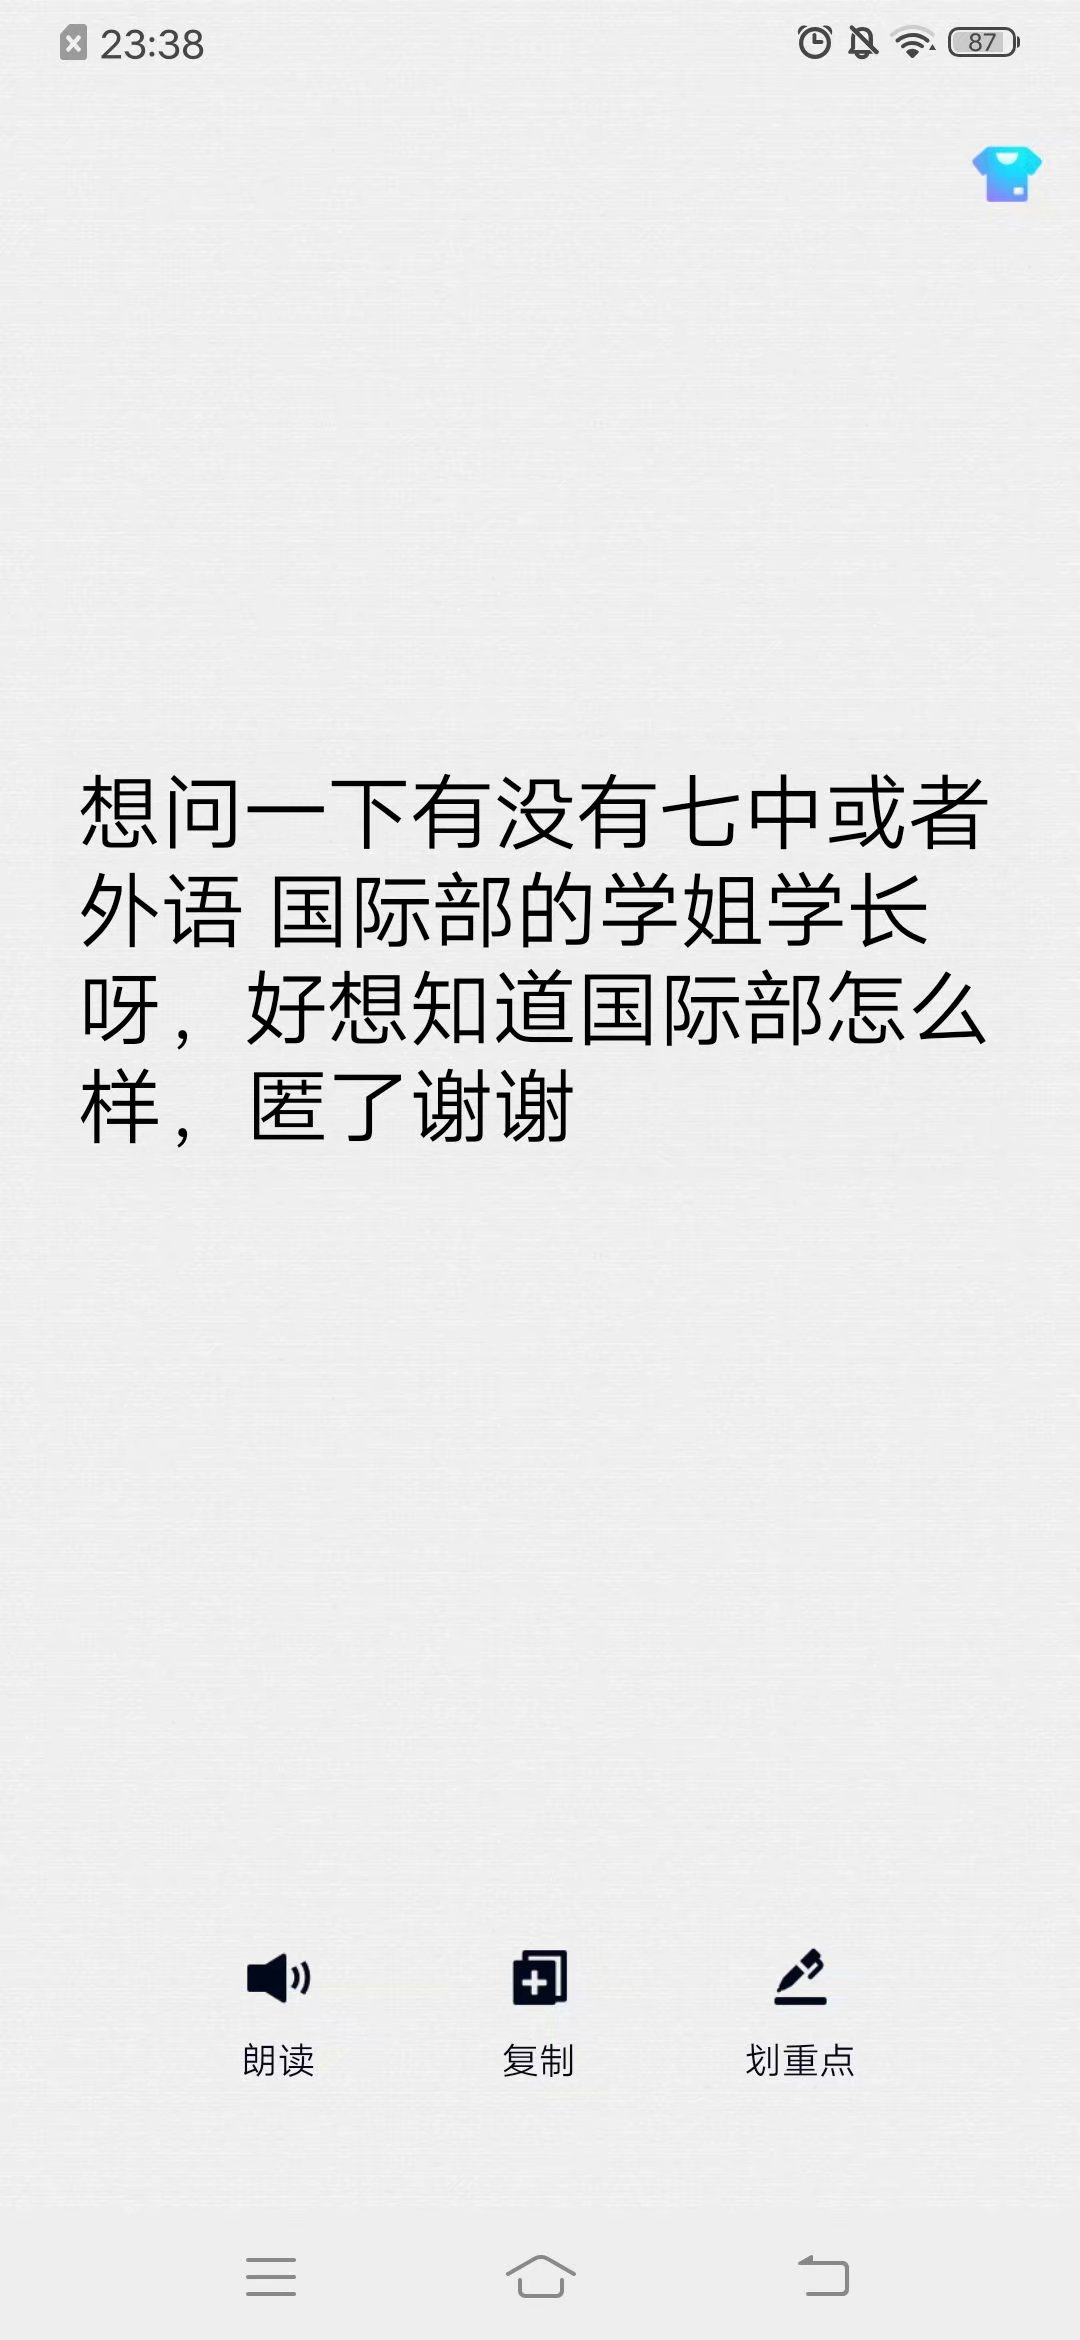 23:38
87
想问一下有没有七中或者
外语 国际部的学姐学长
呀，好想知道国际部怎么
样，匿了谢谢
朗读 复制 划重点